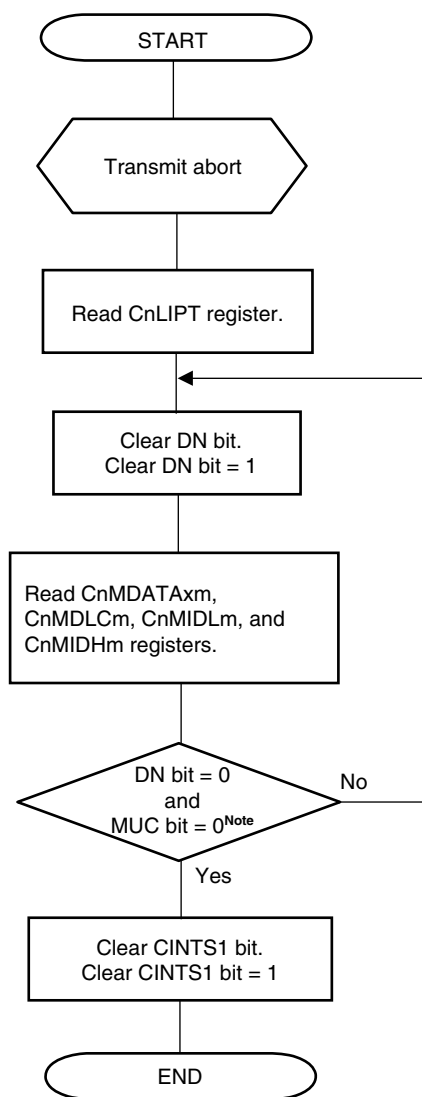 START
Transmit abort
Read CnLIPT register.
Clear DN bit.
Clear DN bit = 1
Read CnMDATAxm,
CnMDLCm, CnMIDLm, and
CnMIDHm registers.
DN bit = 0
and
MUC bit = 0Note
No
Yes
Clear CINTS1 bit.
Clear CINTS1 bit = 1
END